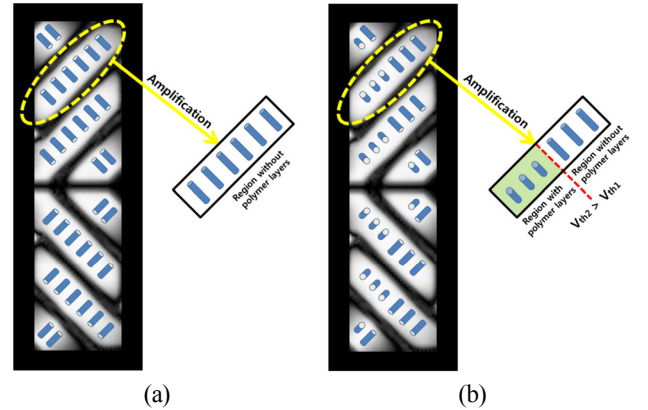 Amplification
Region without
polymer layers
(a)
Amplification
Region with
polymer layers
Region without
polymer layers
Vth2 > Vth1
(b)